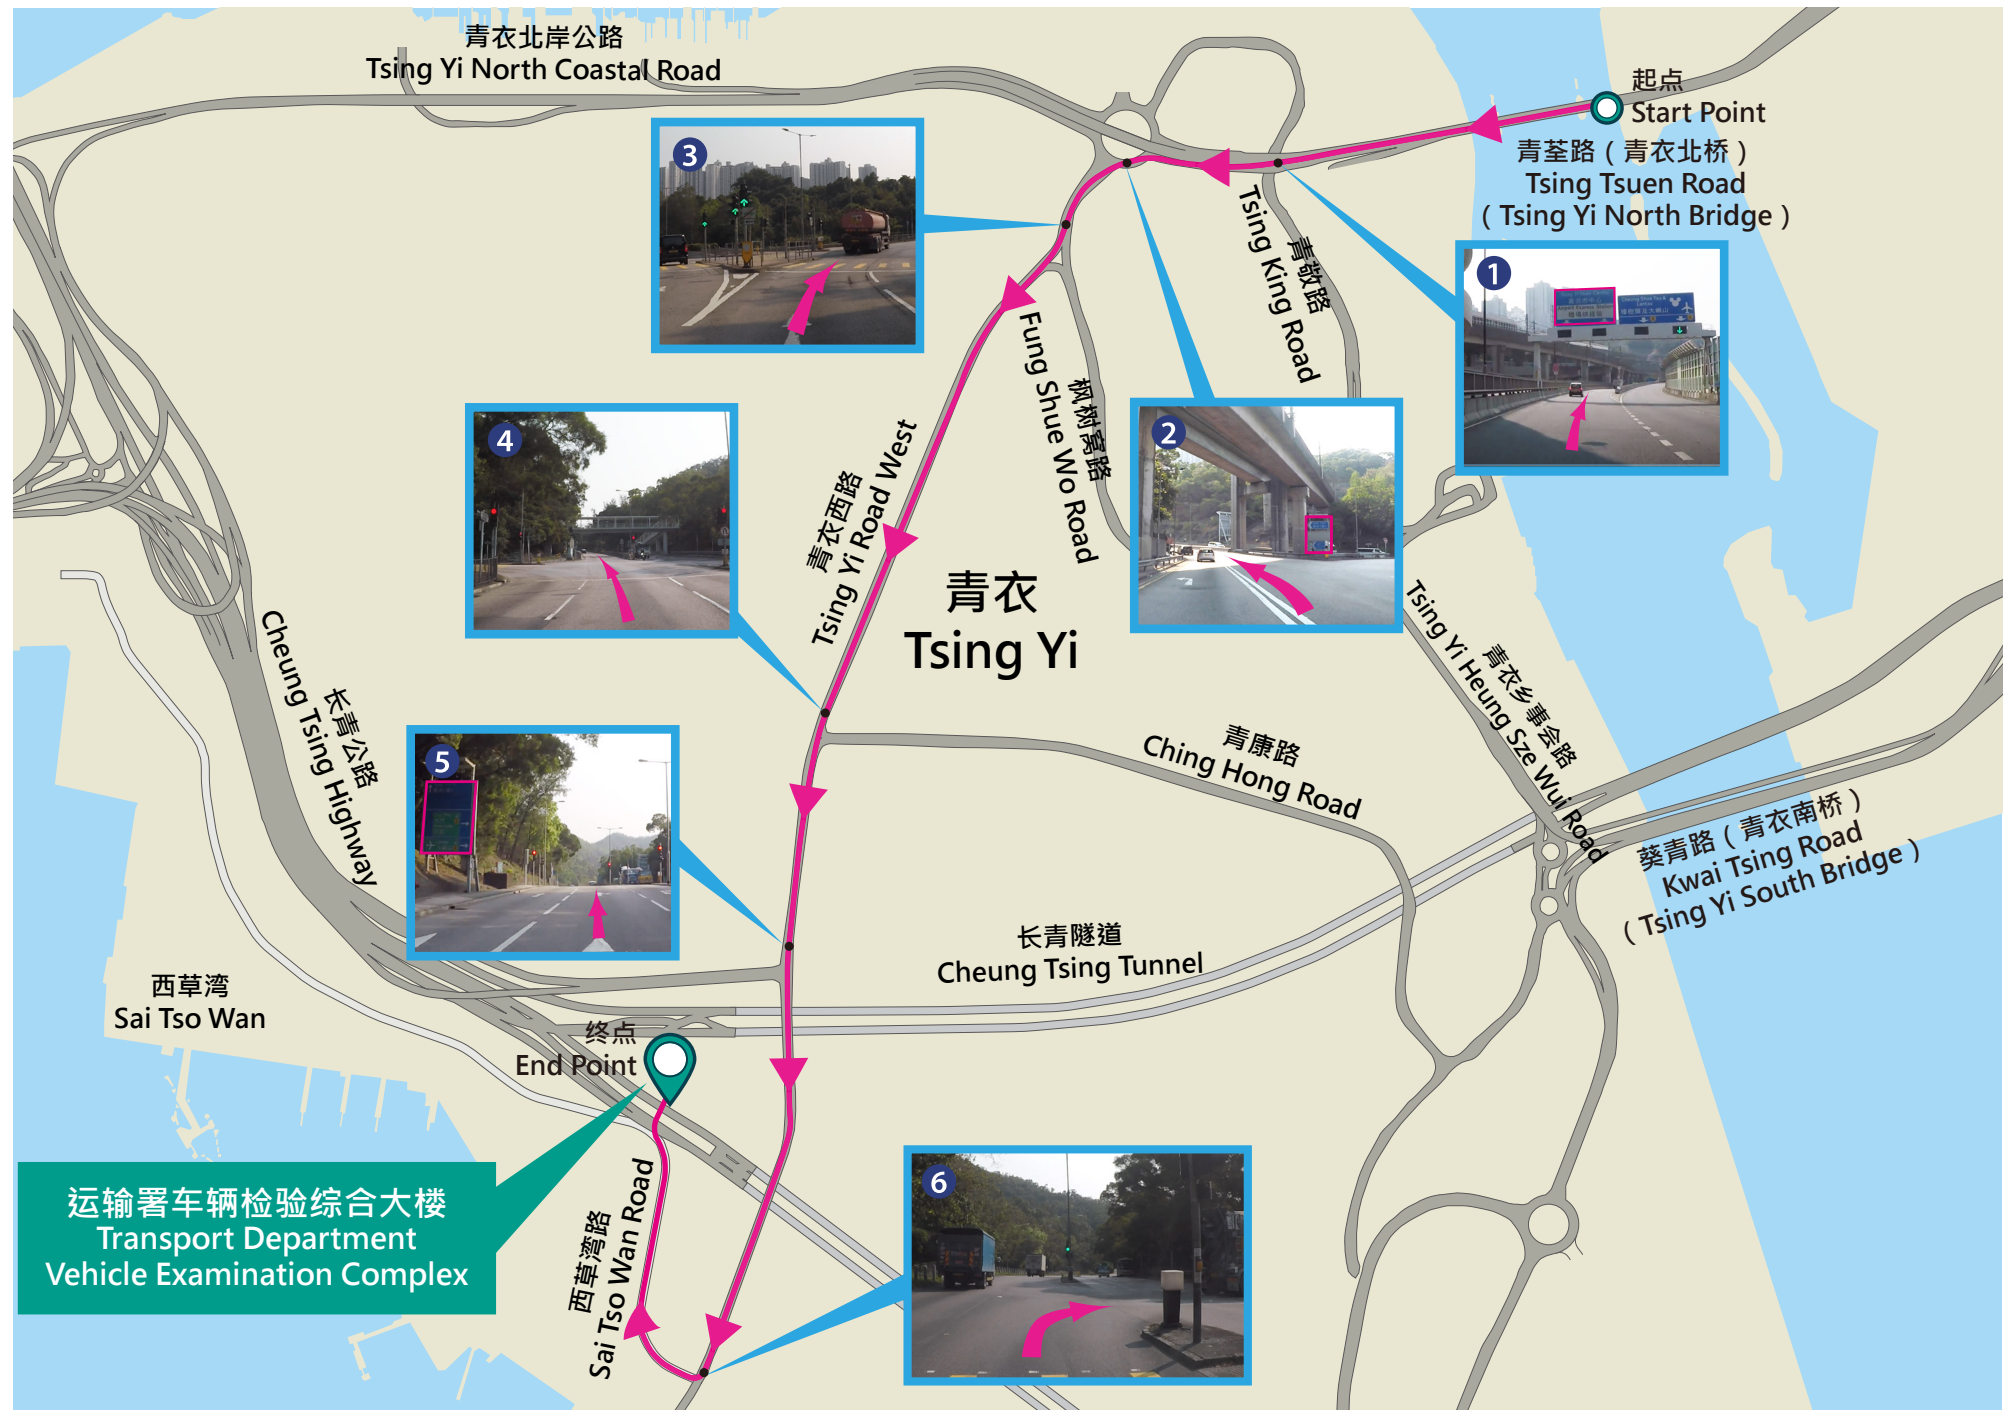 青衣北岸公路
Tsing Yi North Coastal Road
起点
Start Point
青荃路（青衣北桥）
Tsing Tsuen Road
（Tsing Yi North Bridge）
3
1
青敬路
Tsing King Road
枫树窝路
Fung Shue Wo Road
2
4
青衣西路
Tsing Yi Road West
青衣
Tsing Yi
青衣乡事会路
Tsing Yi Heung Sze Wui Road
长青公路
Cheung Tsing Highway
5
青康路
Ching Hong Road
葵青路（青衣南桥）
Kwai Tsing Road
（Tsing Yi South Bridge）
长青隧道
Cheung Tsing Tunnel
西草湾
Sai Tso Wan
终点
End Point
运输署车辆检验综合大楼
Transport Department
Vehicle Examination Complex
西草湾路
Sai Tso Wan Road
6